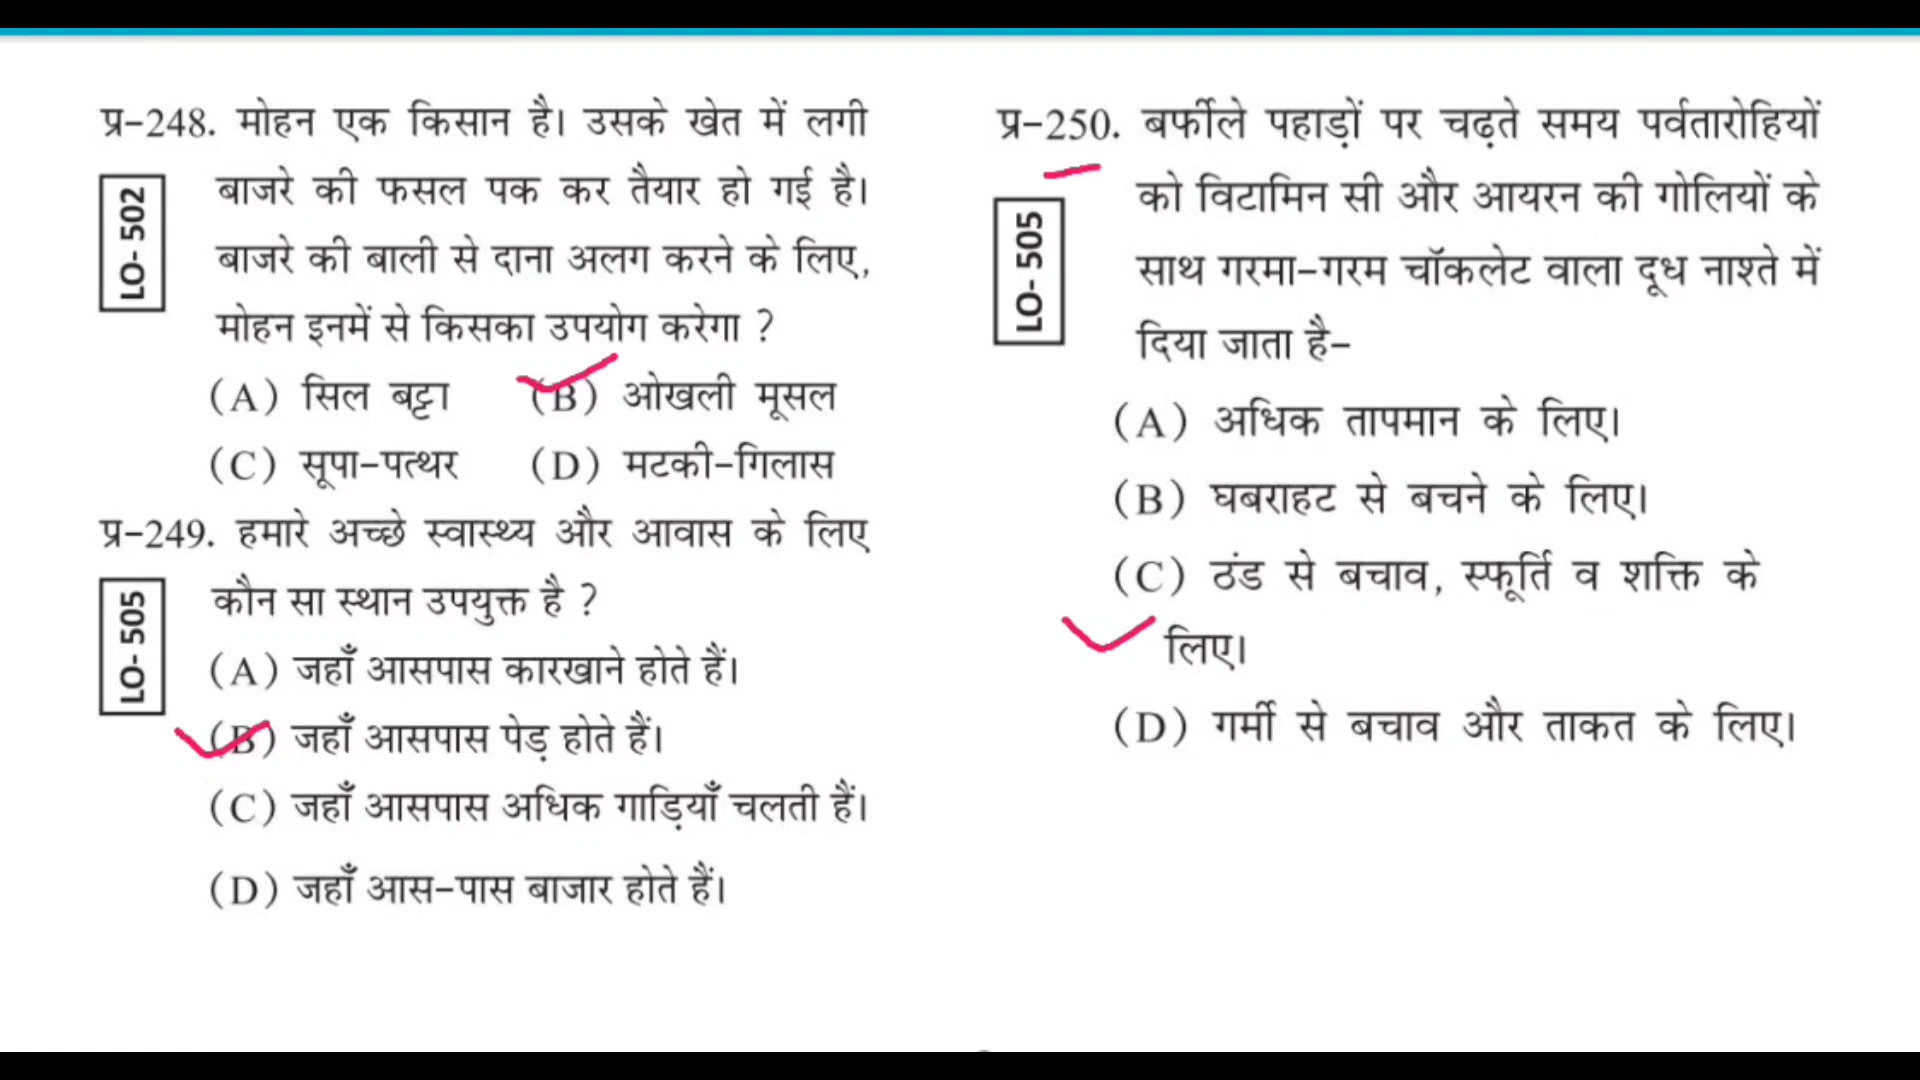 प्र-248. मोहन एक किसान है। उसके खेत में लगी
LO- 502
बाजरे की फसल पक कर तैयार हो गई है।
बाजरे की बाली से दाना अलग करने के लिए,
मोहन इनमें से किसका उपयोग करेगा ?
(A) सिल बट्टा (B) ओखली मूसल
(C) सूपा-पत्थर (D) मटकी-गिलास
प्र-249. हमारे अच्छे स्वास्थ्य और आवास के लिए
LO- 505
कौन सा स्थान उपयुक्त है ?
(A) जहाँ आसपास कारखाने होते हैं।
(B) जहाँ आसपास पेड़ होते हैं।
(C) जहाँ आसपास अधिक गाड़ियाँ चलती हैं।
(D) जहाँ आस-पास बाजार होते हैं।
प्र-250. बर्फीले पहाड़ों पर चढ़ते समय पर्वतारोहियों
LO- 505
को विटामिन सी और आयरन की गोलियों के
साथ गरमा-गरम चॉकलेट वाला दूध नाश्ते में
दिया जाता है-
(A) अधिक तापमान के लिए।
(B) घबराहट से बचने के लिए।
(C) ठंड से बचाव, स्फूर्ति व शक्ति के
लिए।
(D) गर्मी से बचाव और ताकत के लिए।